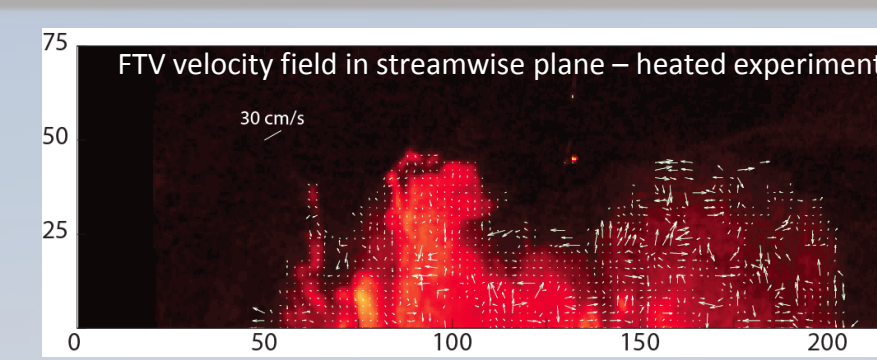 75
FTV velocity field in streamwise plane – heated experiment
30 cm/s
50
25
0 50 100 150 200